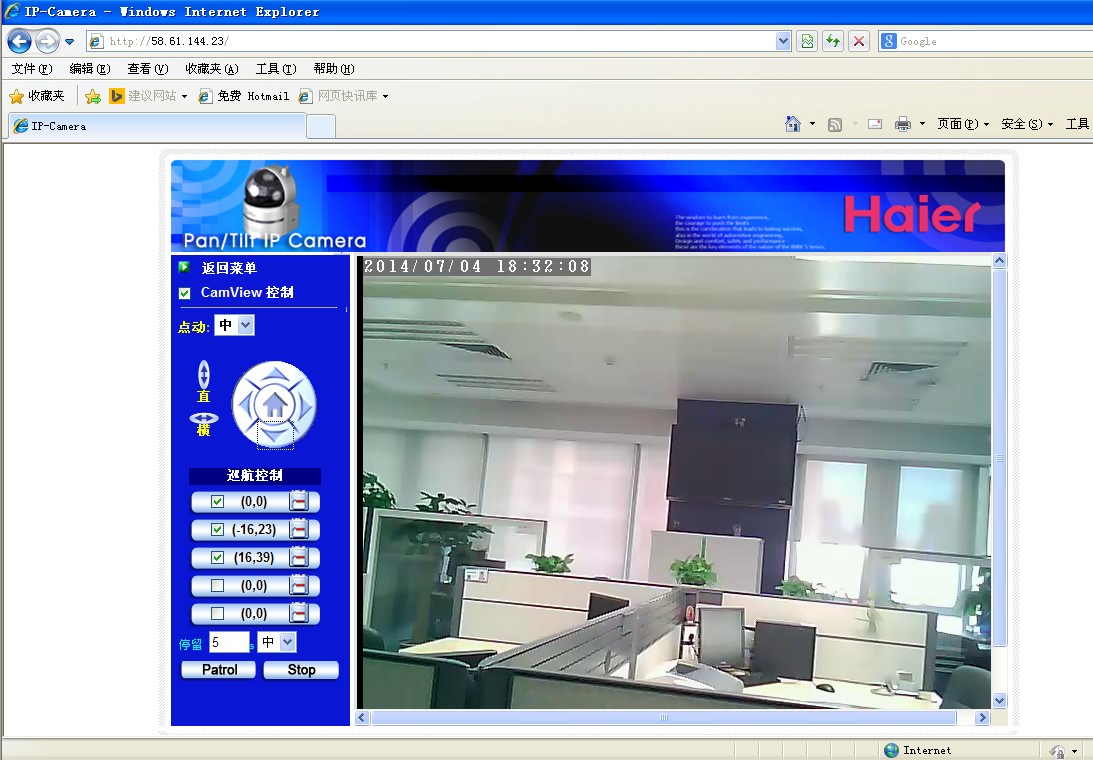 IP-Camera - Windows Internet Explorer
http://58.61.144.23/
Google
文件(F) 编辑(E) 查看(V) 收藏夹(A) 工具(T) 帮助(H)
收藏夹 建议网站 免费 Hotmail 网页快讯库
IP-Camera
页面(P) 安全(S) 工具
Haier
Pan/Tilt IP Camera
返回菜单
CamView 控制
点动: 中
直
横
巡航控制
(0,0)
(-16,23)
(16,39)
(0,0)
(0,0)
停留 5 s 中
Patrol Stop
2014/07/04 18:32:08
Internet